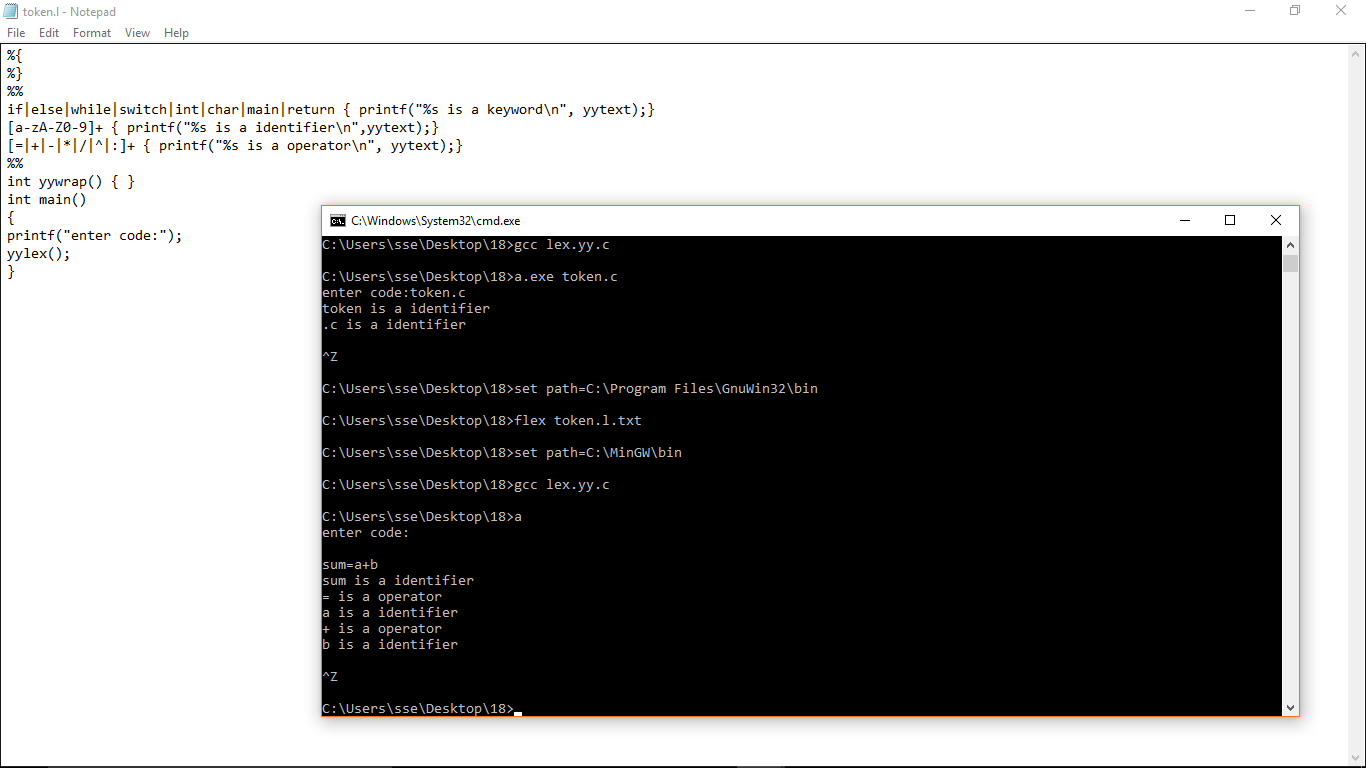 token.l - Notepad
File Edit Format View Help
%{
%}
%%
if|else|while|switch|int|char|main|return { printf("%s is a keyword\n", yytext);}
[a-zA-Z0-9]+ { printf("%s is a identifier\n",yytext);}
[=|+|-|*|/|^|:]+ { printf("%s is a operator\n", yytext);}
%%
int yywrap() { }
int main()
{
printf("enter code:");
yylex();
}
C:\Windows\System32\cmd.exe
C:\Users\sse\Desktop\18>gcc lex.yy.c
C:\Users\sse\Desktop\18>a.exe token.c
enter code:token.c
token is a identifier
.c is a identifier
^Z
C:\Users\sse\Desktop\18>set path=C:\Program Files\GnuWin32\bin
C:\Users\sse\Desktop\18>flex token.l.txt
C:\Users\sse\Desktop\18>set path=C:\MinGW\bin
C:\Users\sse\Desktop\18>gcc lex.yy.c
C:\Users\sse\Desktop\18>a
enter code:
sum=a+b
sum is a identifier
= is a operator
a is a identifier
+ is a operator
b is a identifier
^Z
C:\Users\sse\Desktop\18>